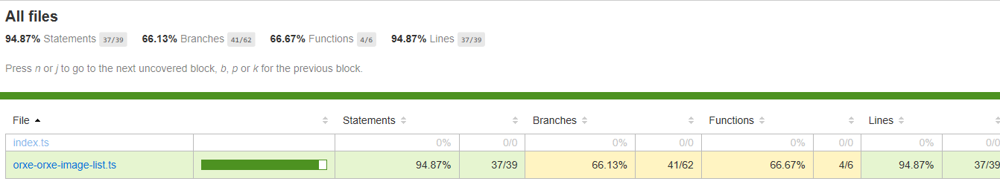 All files
94.87% Statements 37/39 66.13% Branches 41/62 66.67% Functions 4/6 94.87% Lines 37/39
Press n or j to go to the next uncovered block, b, p or k for the previous block.
File Statements Branches Functions Lines
index.ts 0% 0/0 0% 0/0 0% 0/0 0% 0/0
orxe-orxe-image-list.ts 94.87% 37/39 66.13% 41/62 66.67% 4/6 94.87% 37/39